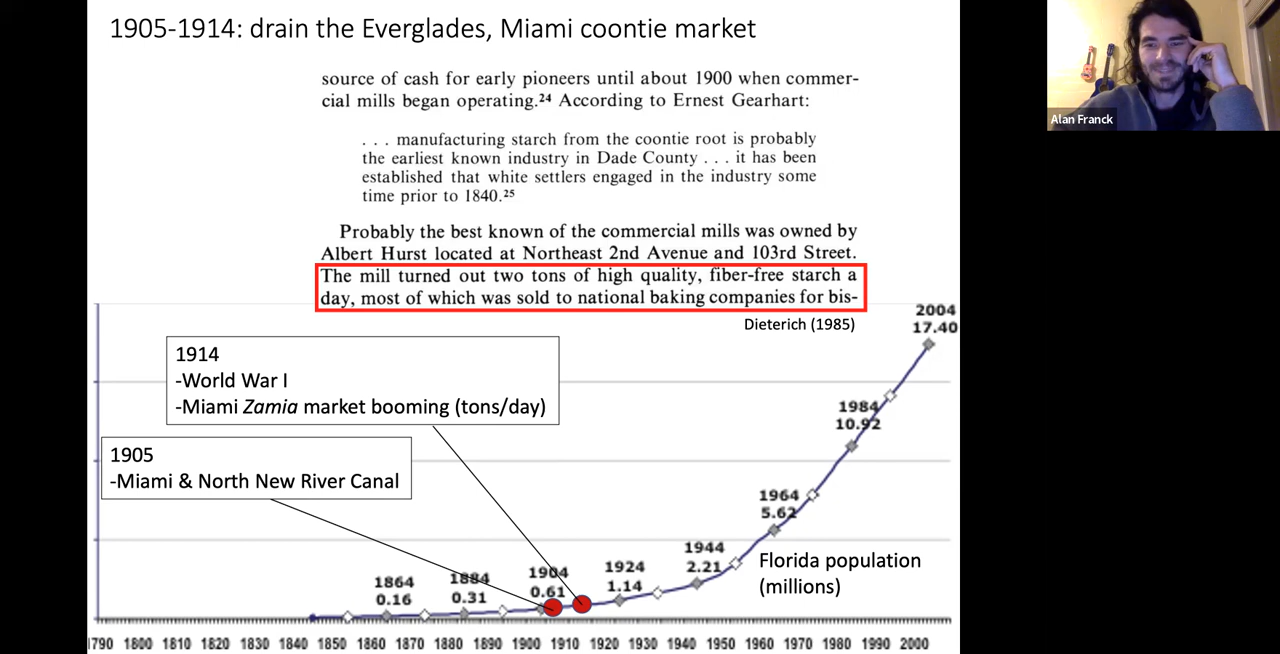 1905-1914: drain the Everglades, Miami coontie market
source of cash for early pioneers until about 1900 when commer-
cial mills began operating.²⁴ According to Ernest Gearhart:
. . . manufacturing starch from the coontie root is probably
the earliest known industry in Dade County . . . it has been
established that white settlers engaged in the industry some
time prior to 1840.²⁵
Probably the best known of the commercial mills was owned by
Albert Hurst located at Northeast 2nd Avenue and 103rd Street.
The mill turned out two tons of high quality, fiber-free starch a
day, most of which was sold to national baking companies for bis-
Dieterich (1985)
Alan Franck
1914
-World War I
-Miami Zamia market booming (tons/day)
1905
-Miami & North New River Canal
1864
0.16
1884
0.31
1904
0.61
1924
1.14
1944
2.21
1964
5.62
1984
10.92
2004
17.40
Florida population
(millions)
1790 1800 1810 1820 1830 1840 1850 1860 1870 1880 1890 1900 1910 1920 1930 1940 1950 1960 1970 1980 1990 2000